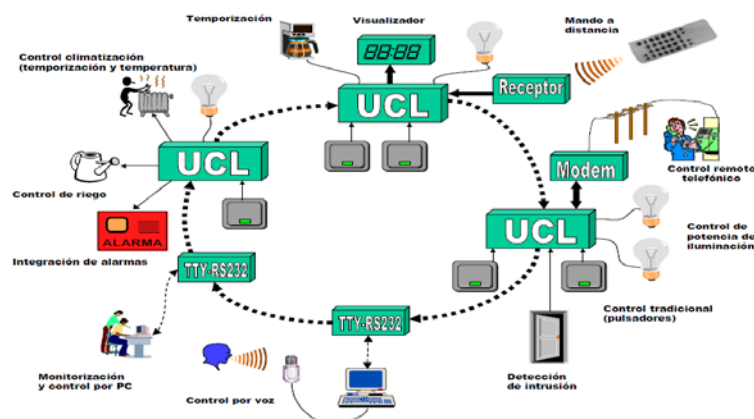 Temporización
Visualizador
Mando a
distancia
88:88
Control climatización
(temporización y temperatura)
UCL
Receptor
UCL
Modem
Control remoto
telefónico
Control de riego
UCL
Control de
potencia de
iluminación
ALARMA
Integración de alarmas
TTY-RS232
TTY-RS232
Control tradicional
(pulsadores)
Monitorización
y control por PC
Control por voz
Detección
de intrusión